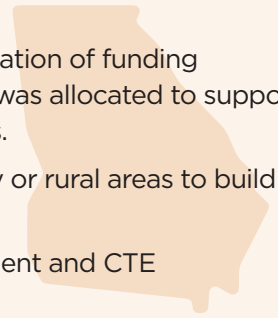 ation of funding
was allocated to suppo
s.
y or rural areas to build
ent and CTE